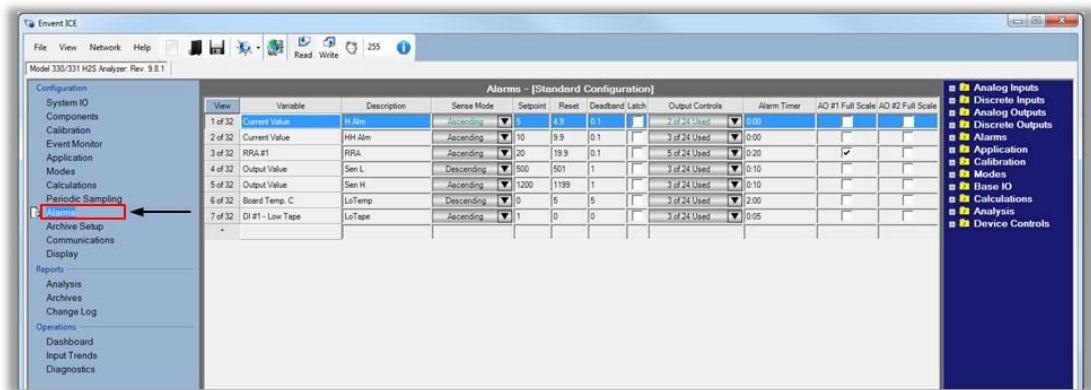 Envent ICE
File View Network Help Read Write 255
Model 330/331 H2S Analyzer: Rev. 9.8.1
Configuration
System IO
Components
Calibration
Event Monitor
Application
Modes
Calculations
Periodic Sampling
Alarms
Archive Setup
Communications
Display
Reports
Analysis
Archives
Change Log
Operations
Dashboard
Input Trends
Diagnostics
Alarms - [Standard Configuration]
View Variable Description Sense Mode Setpoint Reset Deadband Latch Output Controls Alarm Timer AO #1 Full Scale AO #2 Full Scale
1 of 32 Current Value H Alm Ascending 5 4.9 0.1 2 of 24 Used 0:00
2 of 32 Current Value HH Alm Ascending 10 9.9 0.1 3 of 24 Used 0:00
3 of 32 RRA #1 RRA Ascending 20 19.9 0.1 5 of 24 Used 0:20
4 of 32 Output Value Sen L Descending 500 501 1 3 of 24 Used 0:10
5 of 32 Output Value Sen H Ascending 1200 1199 1 3 of 24 Used 0:10
6 of 32 Board Temp. C LoTemp Descending 0 5 5 3 of 24 Used 2:00
7 of 32 DI #1 - Low Tape LoTape Ascending 1 0 0 3 of 24 Used 0:05
*
Analog Inputs
Discrete Inputs
Analog Outputs
Discrete Outputs
Alarms
Application
Calibration
Modes
Base IO
Calculations
Analysis
Device Controls